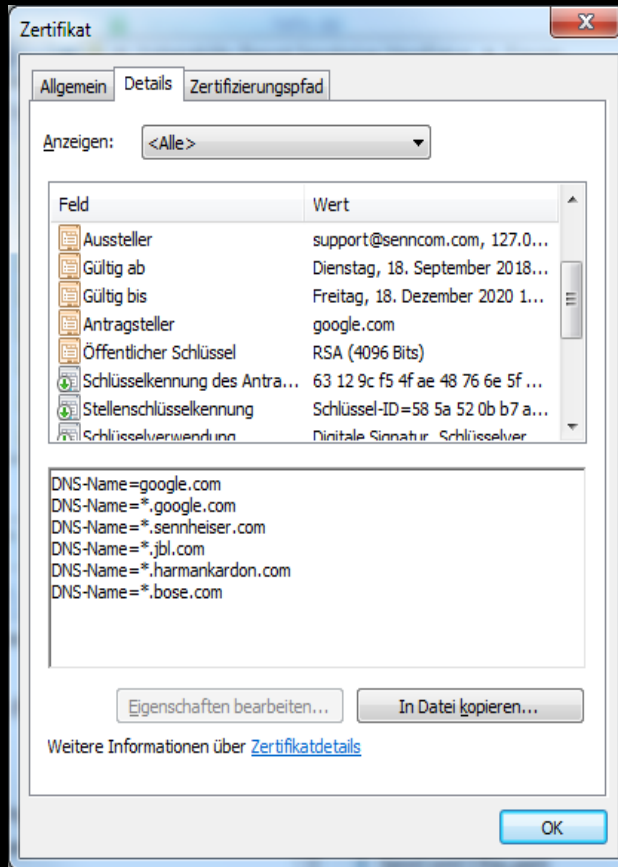 Zertifikat
Allgemein Details Zertifizierungspfad
Anzeigen: <Alle>
Feld Wert
Aussteller support@senncom.com, 127.0...
Gültig ab Dienstag, 18. September 2018...
Gültig bis Freitag, 18. Dezember 2020 1...
Antragsteller google.com
Öffentlicher Schlüssel RSA (4096 Bits)
Schlüsselkennung des Antra... 63 12 9c f5 4f ae 48 76 6e 5f ...
Stellenschlüsselkennung Schlüssel-ID=58 5a 52 0b b7 a...
Schlüsselverwendung Digitale Signatur, Schlüsselver...
DNS-Name=google.com
DNS-Name=*.google.com
DNS-Name=*.sennheiser.com
DNS-Name=*.jbl.com
DNS-Name=*.harmankardon.com
DNS-Name=*.bose.com
Eigenschaften bearbeiten... In Datei kopieren...
Weitere Informationen über Zertifikatdetails
OK